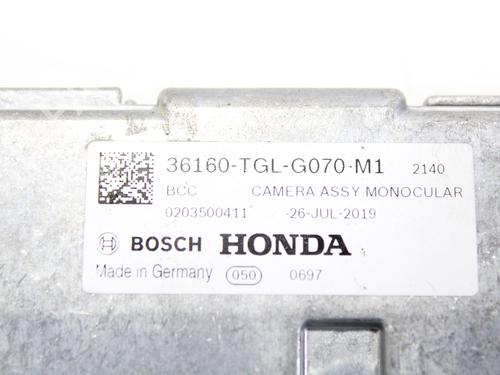 36160-TGL-G070-M1 2140
BCC CAMERA ASSY MONOCULAR
0203500411 26-JUL-2019
BOSCH HONDA
Made in Germany 050 0697